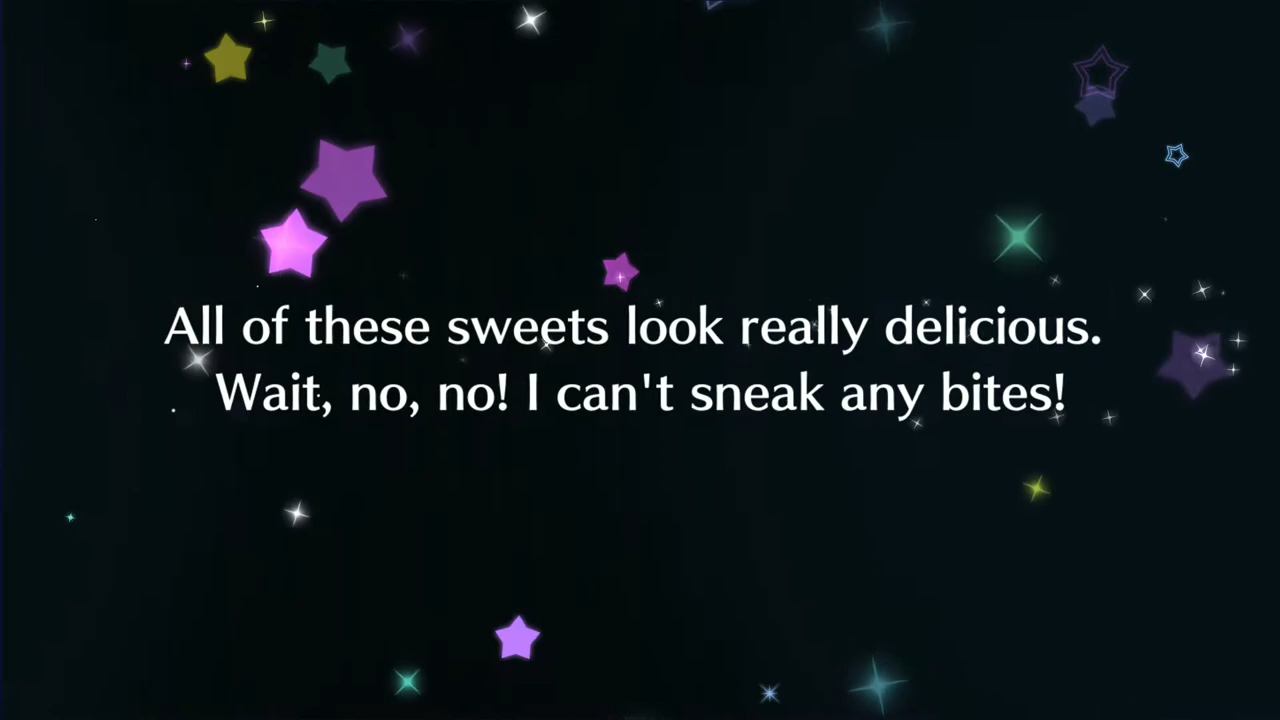 All of these sweets look really delicious.
Wait, no, no! I can't sneak any bites!